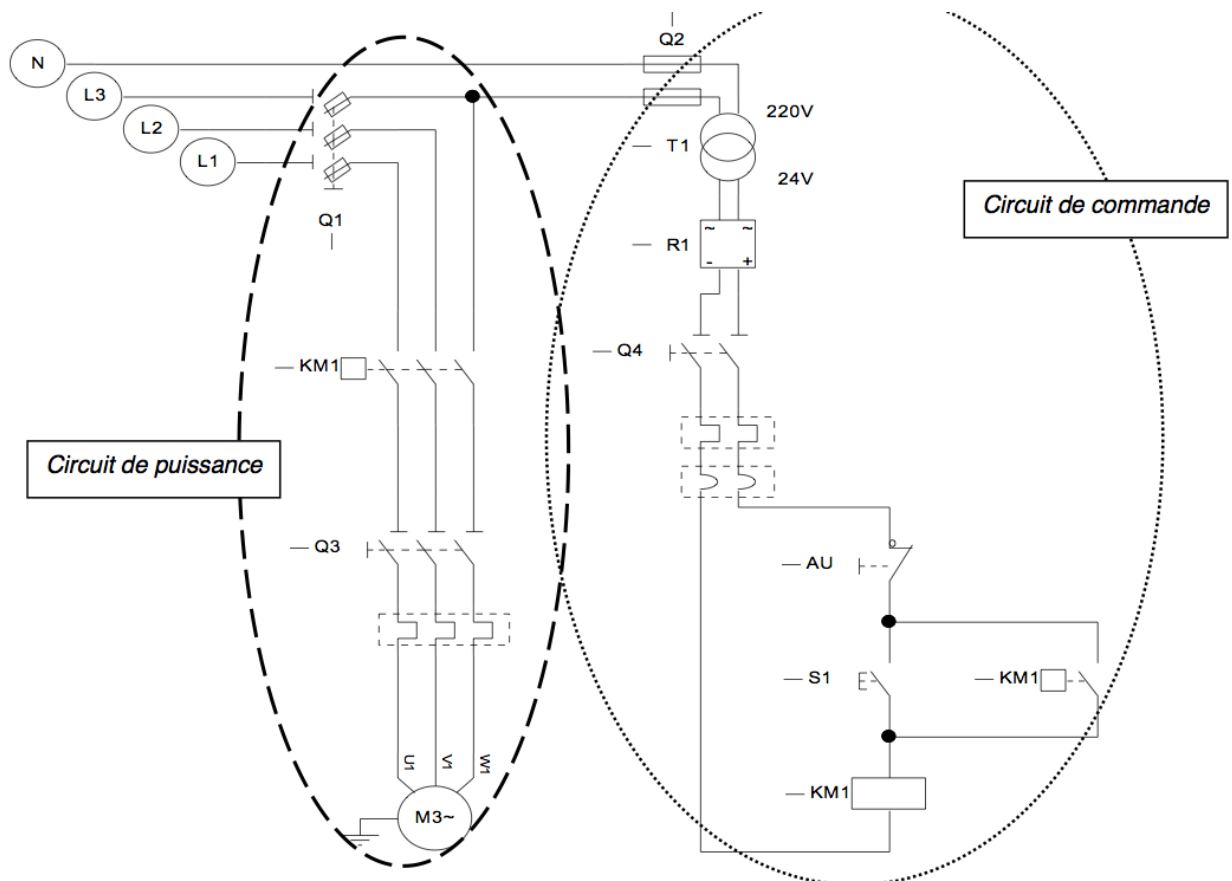 Q2
N
L3
220V
L2
T1
L1
24V
Circuit de commande
Q1
~ ~
R1
- +
Q4
KM1
Circuit de puissance
Q3
AU
S1
KM1
U1
V1
W1
KM1
M3~